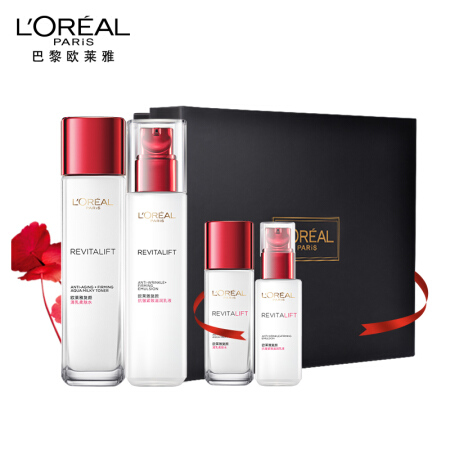 L'ORÉAL
PARiS
巴黎欧莱雅
L'ORÉAL
PARIS
REVITALIFT
ANTI-AGING + FIRMING
AQUA-MILKY TONER
L'ORÉAL
PARIS
REVITALIFT
ANTI-WRINKLE+
FIRMING
EMULSION
L'ORÉAL
PARIS
REVITALIFT
L'ORÉAL
PARIS
REVITALIFT
ORÉAL
PARIS